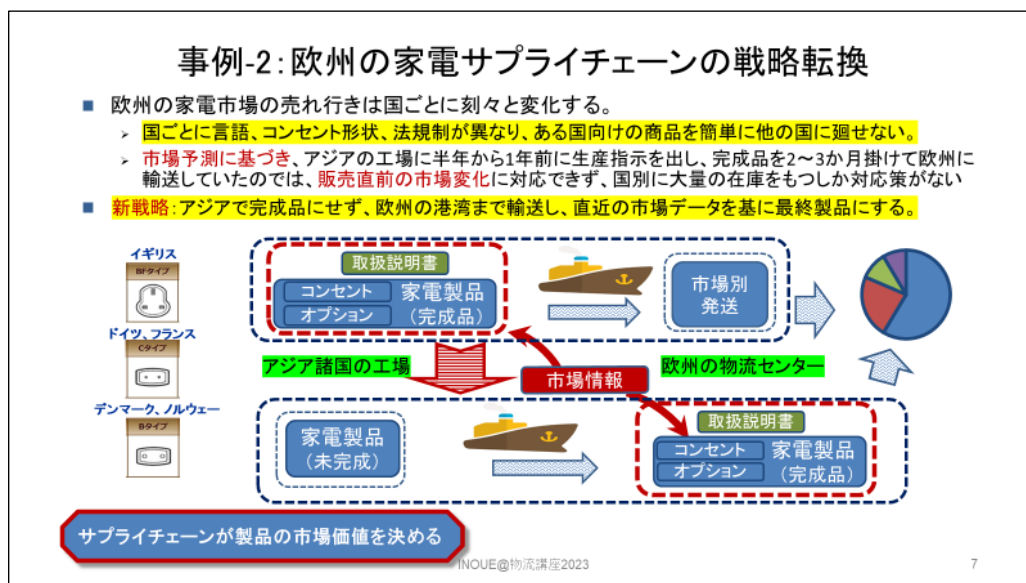 事例-2：欧州の家電サプライチェーンの戦略転換
欧州の家電市場の売れ行きは国ごとに刻々と変化する。
国ごとに言語、コンセント形状、法規制が異なり、ある国向けの商品を簡単に他の国に廻せない。
市場予測に基づき、アジアの工場に半年から1年前に生産指示を出し、完成品を2～3か月掛けて欧州に
輸送していたのでは、販売直前の市場変化に対応できず、国別に大量の在庫をもつしか対応策がない
新戦略：アジアで完成品にせず、欧州の港湾まで輸送し、直近の市場データを基に最終製品にする。
イギリス
BFタイプ
取扱説明書
コンセント
オプション
家電製品
（完成品）
市場別
発送
ドイツ、フランス
Cタイプ
アジア諸国の工場
市場情報
欧州の物流センター
デンマーク、ノルウェー
Bタイプ
家電製品
（未完成）
取扱説明書
コンセント
オプション
家電製品
（完成品）
サプライチェーンが製品の市場価値を決める
INOUE@物流講座2023
7